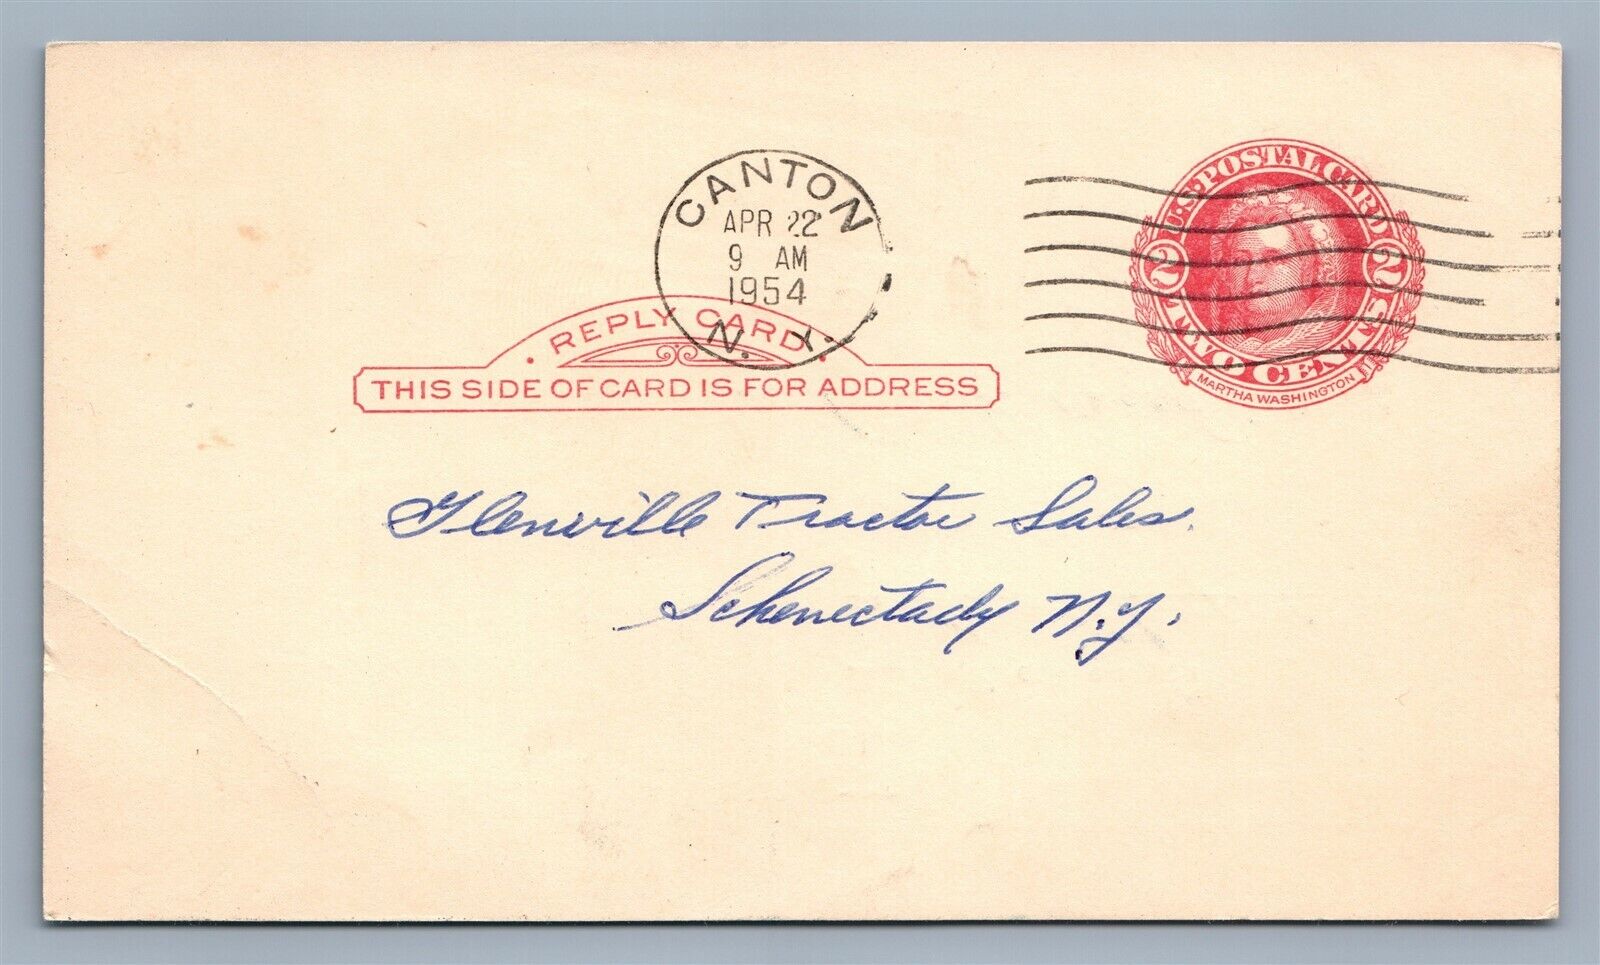 CANTON
APR 22
9 AM
1954
N. Y.
U.S. POSTAL CARD
2 2
TWO CENTS
MARTHA WASHINGTON
· REPLY CARD ·
THIS SIDE OF CARD IS FOR ADDRESS
Glenville Tractor Sales.
Schenectady N.Y.